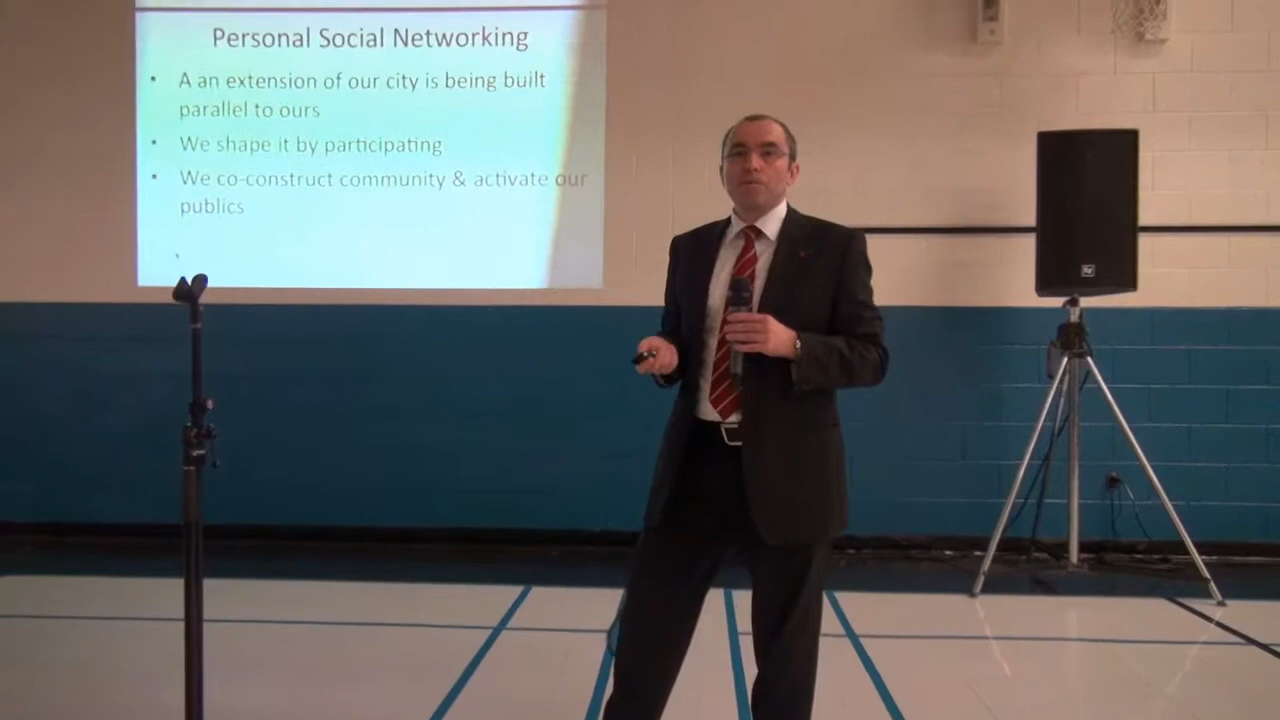 Personal Social Networking
• A an extension of our city is being built
parallel to ours
• We shape it by participating
• We co-construct community & activate our
publics
EV